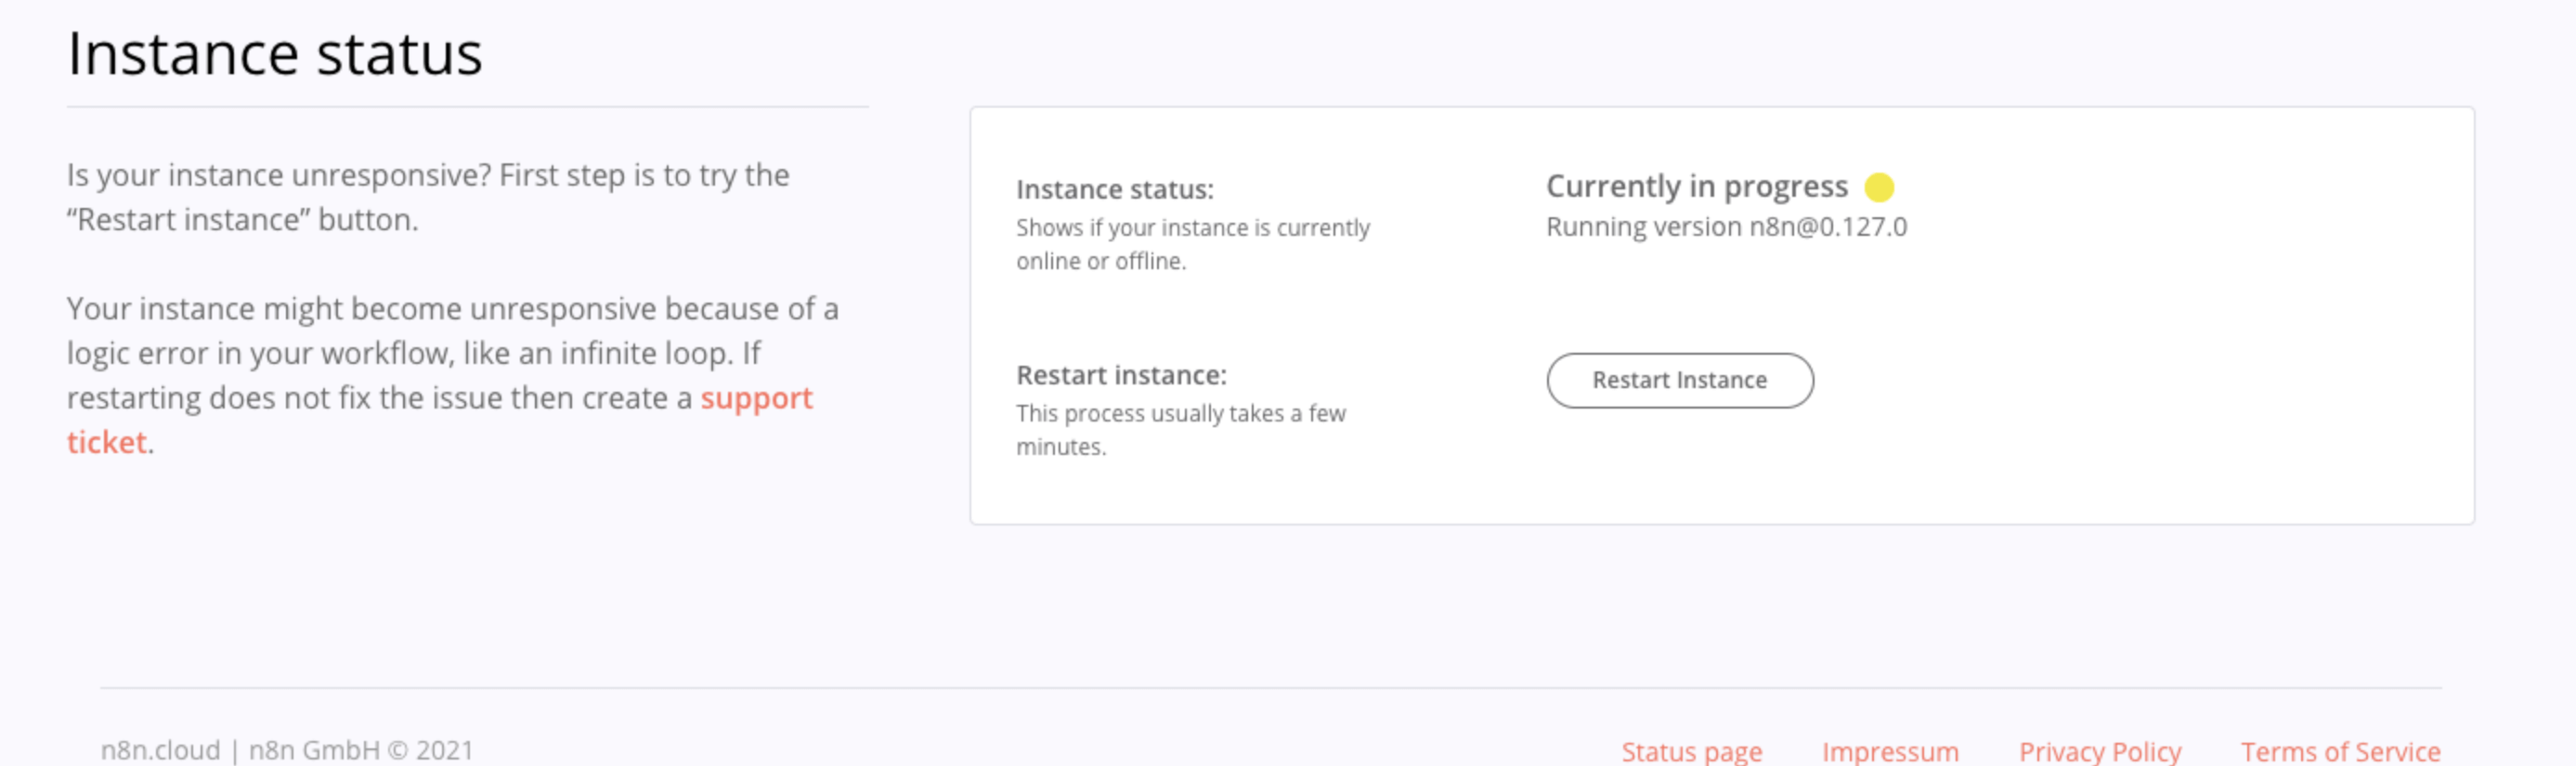 Instance status
Is your instance unresponsive? First step is to try the
“Restart instance” button.
Your instance might become unresponsive because of a
logic error in your workflow, like an infinite loop. If
restarting does not fix the issue then create a support
ticket.
Instance status:
Shows if your instance is currently
online or offline.
Currently in progress
Running version n8n@0.127.0
Restart instance:
This process usually takes a few
minutes.
Restart Instance
n8n.cloud | n8n GmbH © 2021
Status page
Impressum
Privacy Policy
Terms of Service